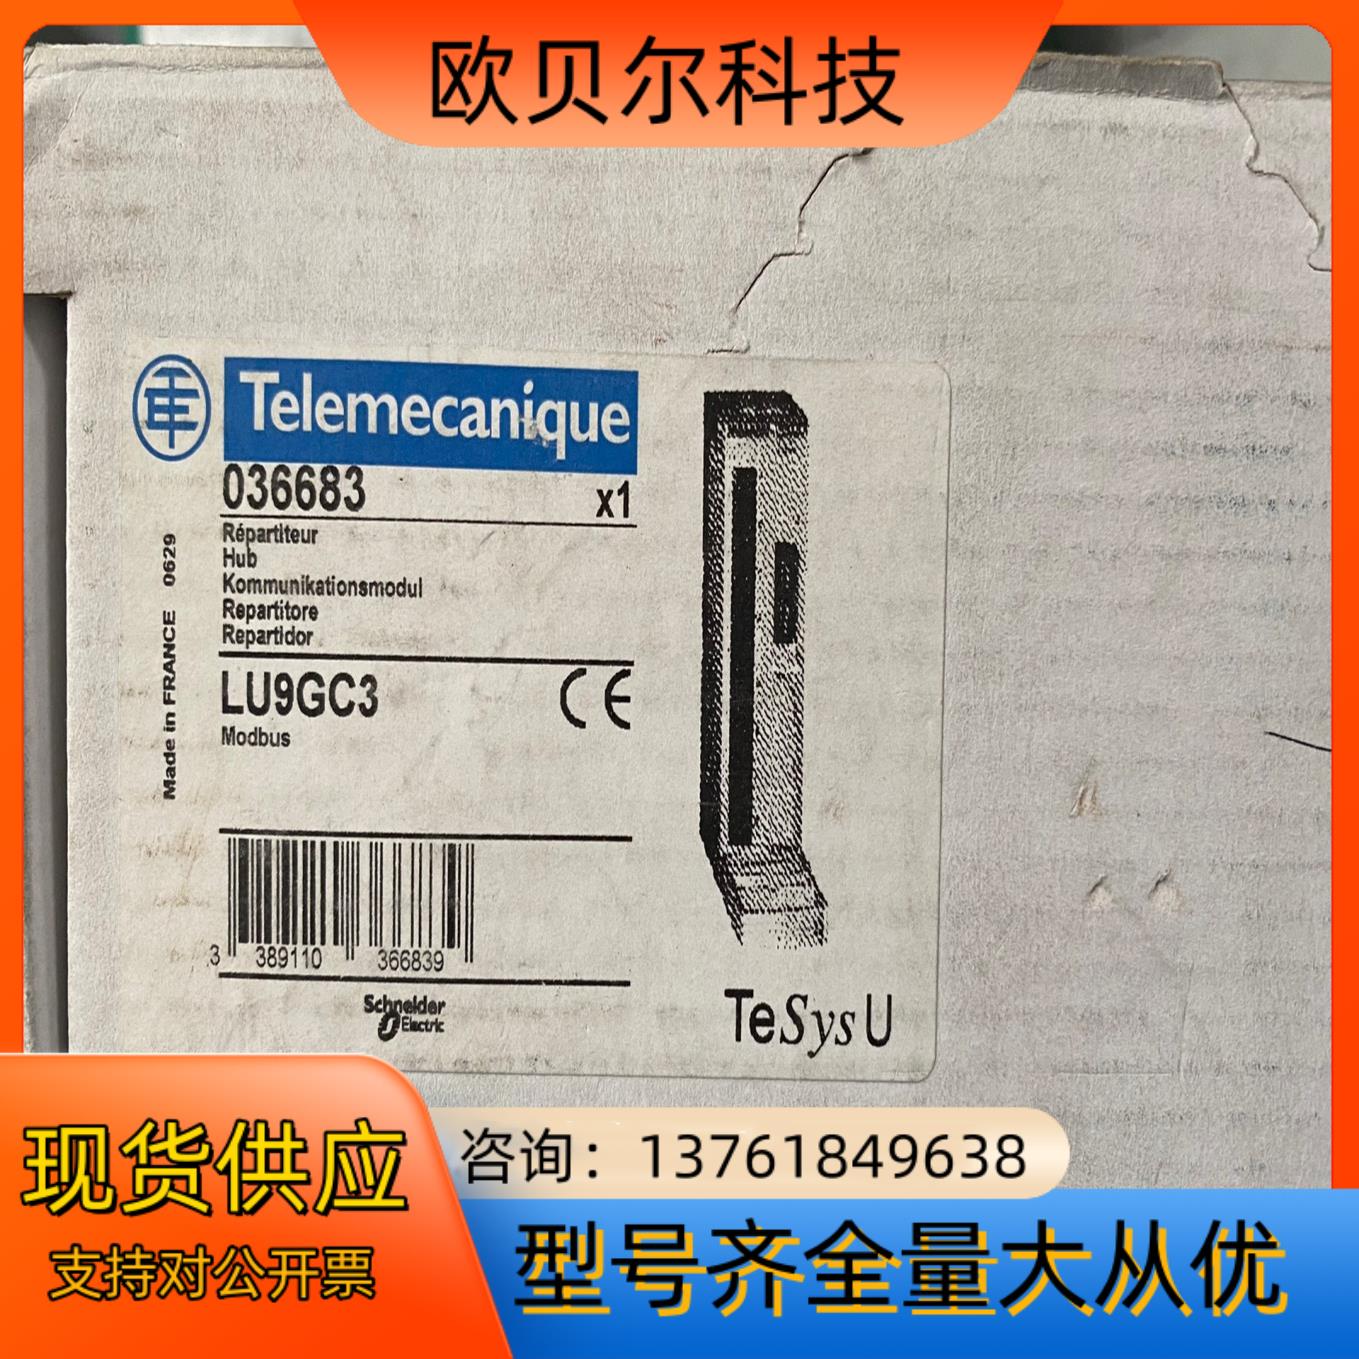 欧贝尔科技
Telemecanique
036683 x1
Répartiteur
Hub
Kommunikationsmodul
Repartitore
Repartidor
Made in FRANCE 0629
LU9GC3 CE
Modbus
3 389110 366839
Schneider
Electric
TeSys U
现货供应
支持对公开票
咨询：13761849638
型号齐全量大从优